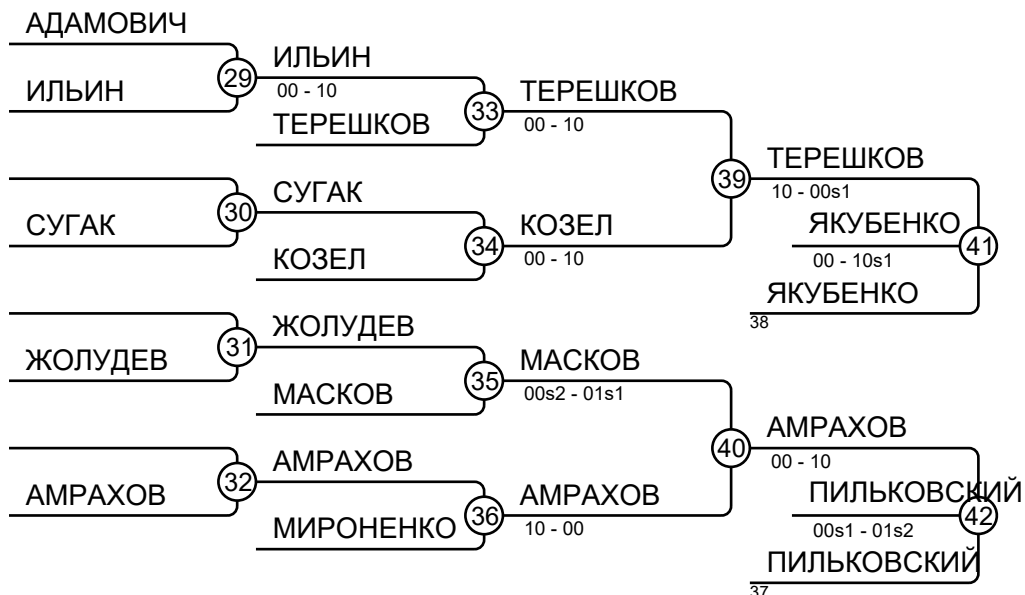 АДАМОВИЧ
29
ИЛЬИН
ИЛЬИН
00 - 10
ТЕРЕШКОВ
33
ТЕРЕШКОВ
00 - 10
39
ТЕРЕШКОВ
10 - 00s1
30
СУГАК
СУГАК
КОЗЕЛ
34
КОЗЕЛ
00 - 10
ЯКУБЕНКО
41
00 - 10s1
ЯКУБЕНКО
38
31
ЖОЛУДЕВ
ЖОЛУДЕВ
МАСКОВ
35
МАСКОВ
00s2 - 01s1
40
АМРАХОВ
00 - 10
32
АМРАХОВ
АМРАХОВ
МИРОНЕНКО
36
АМРАХОВ
10 - 00
ПИЛЬКОВСКИЙ
42
00s1 - 01s2
ПИЛЬКОВСКИЙ
37